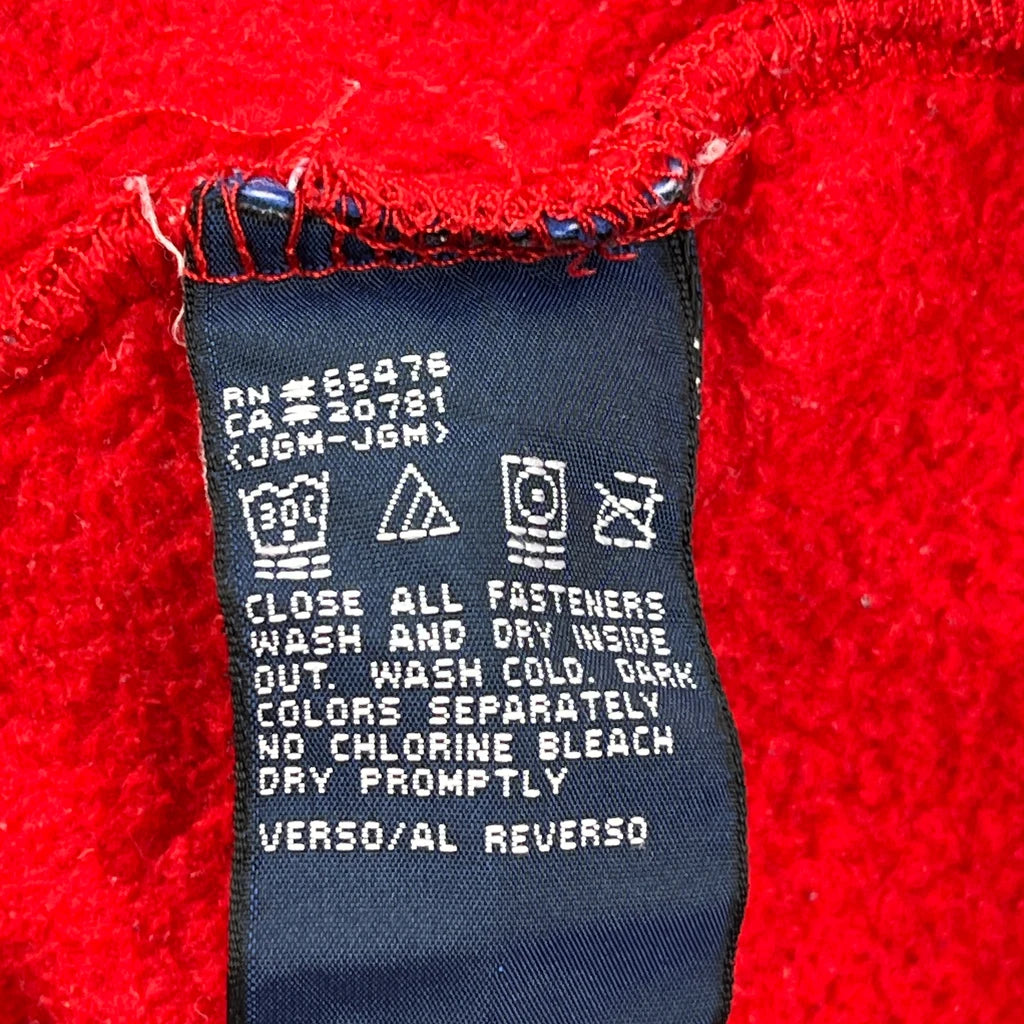 RN #66476
CA #20781
(JGM-JGM)
30C
CLOSE ALL FASTENERS
WASH AND DRY INSIDE
OUT. WASH COLD. DARK
COLORS SEPARATELY
NO CHLORINE BLEACH
DRY PROMPTLY
VERSO/AL REVERSO